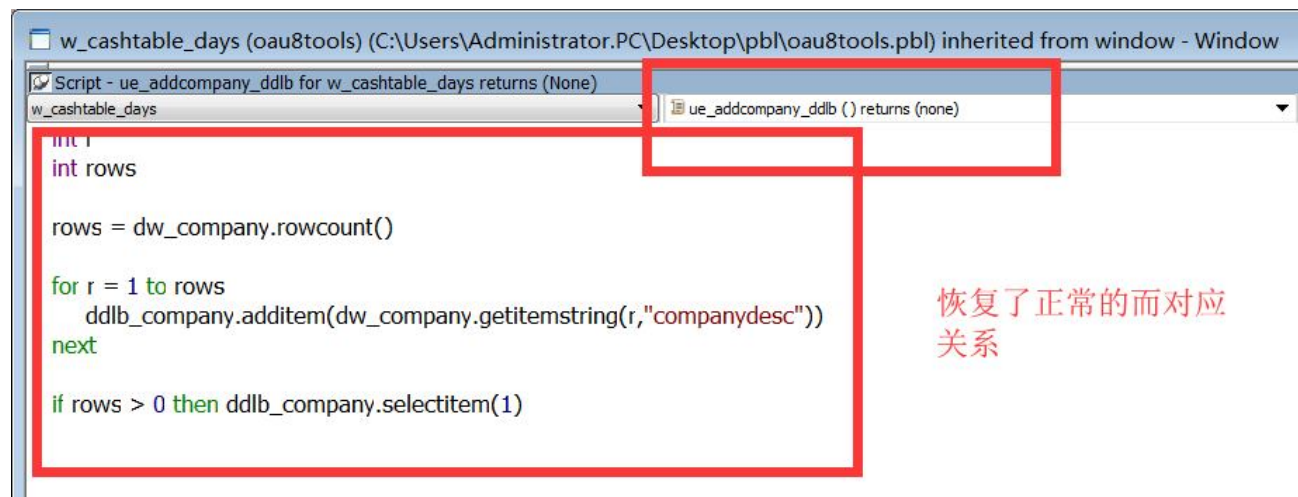 w_cashtable_days (oau8tools) (C:\Users\Administrator.PC\Desktop\pbl\oau8tools.pbl) inherited from window - Window
Script - ue_addcompany_ddlb for w_cashtable_days returns (None)
w_cashtable_days
ue_addcompany_ddlb ( ) returns (none)
int r
int rows
rows = dw_company.rowcount()
for r = 1 to rows
ddlb_company.additem(dw_company.getitemstring(r,"companydesc"))
next
if rows > 0 then ddlb_company.selectitem(1)
恢复了正常的而对应
关系